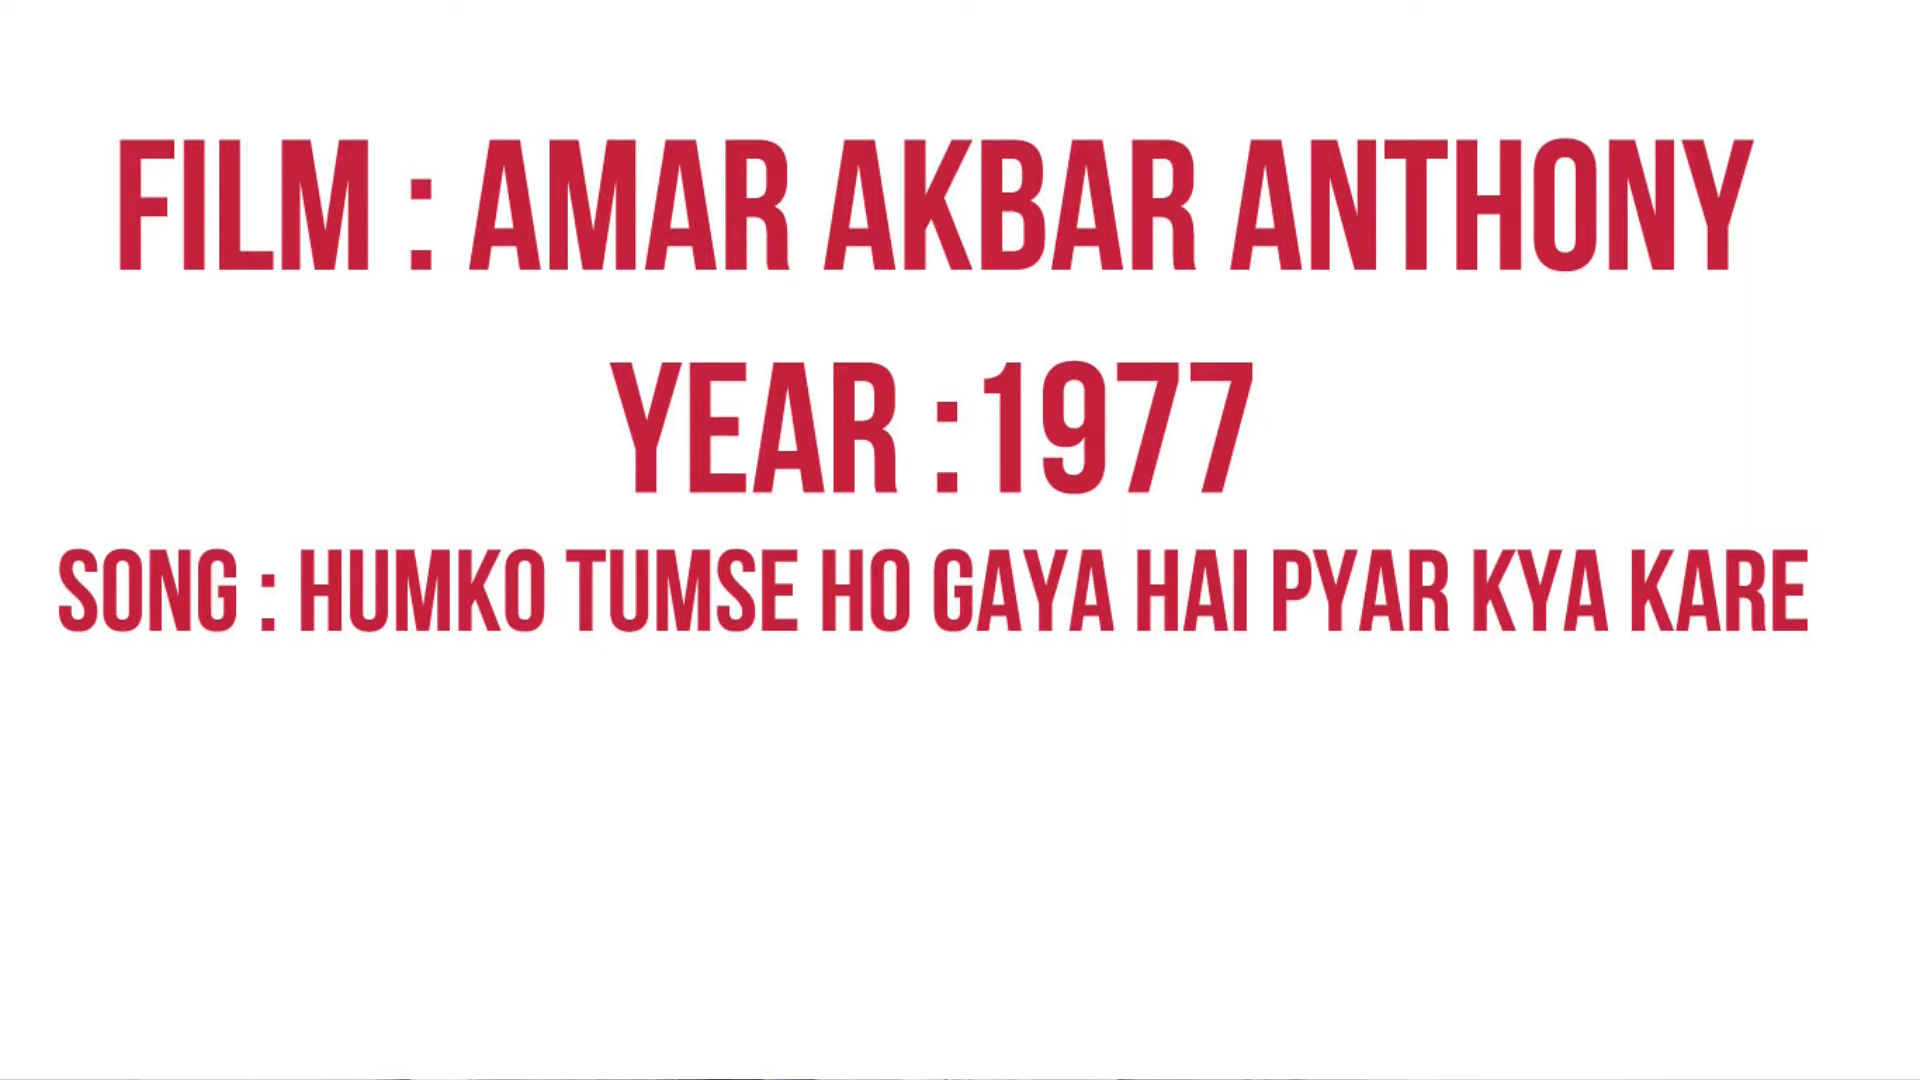 FILM : AMAR AKBAR ANTHONY
YEAR :1977
SONG : HUMKO TUMSE HO GAYA HAI PYAR KYA KARE